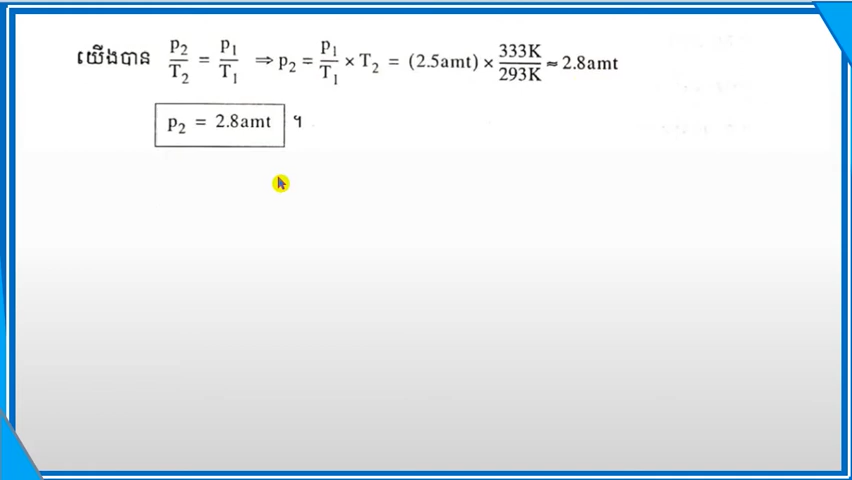 យើងបាន p₂/T₂ = p₁/T₁ ⇒ p₂ = p₁/T₁ × T₂ = (2.5amt) × 333K/293K ≈ 2.8amt
p₂ = 2.8amt ។